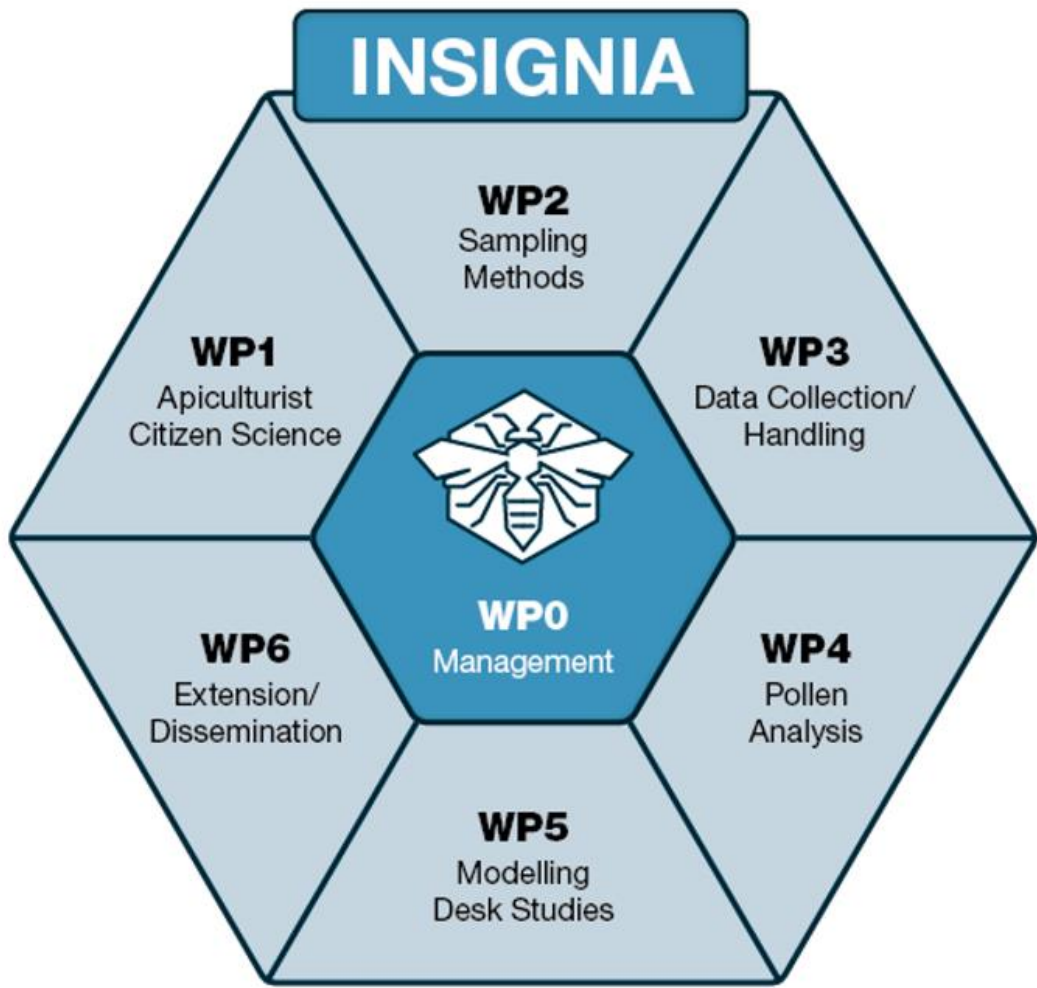 INSIGNIA
WP2
Sampling
Methods
WP1
Apiculturist
Citizen Science
WP3
Data Collection/
Handling
WP0
Management
WP6
Extension/
Dissemination
WP4
Pollen
Analysis
WP5
Modelling
Desk Studies